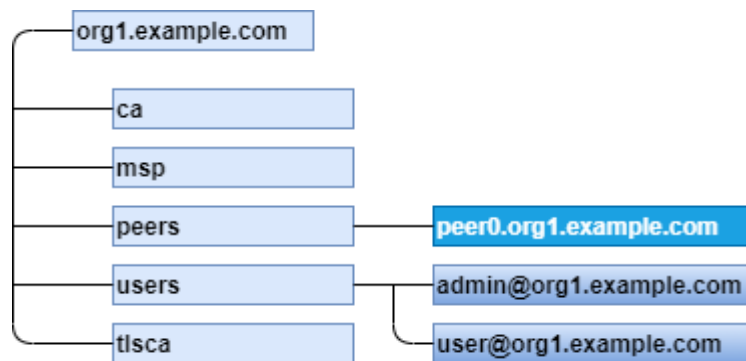 org1.example.com
ca
msp
peers
peer0.org1.example.com
users
admin@org1.example.com
user@org1.example.com
tlsca